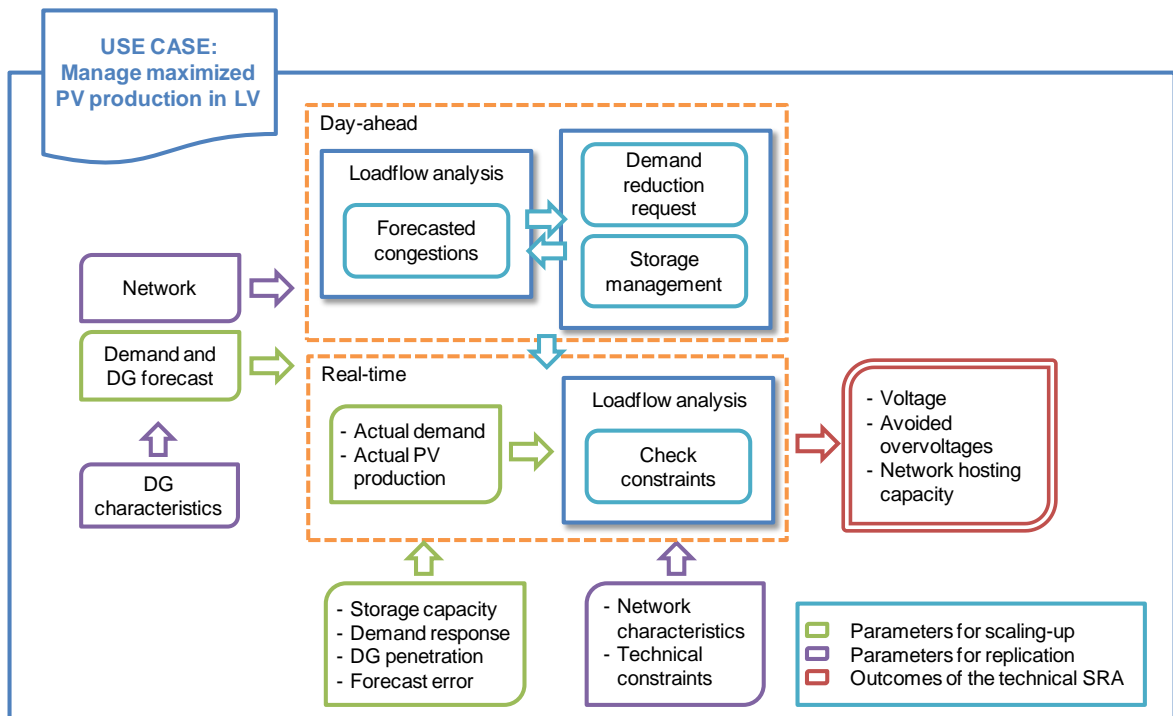 USE CASE:
Manage maximized
PV production in LV
Day-ahead
Loadflow analysis
Forecasted
congestions
Demand
reduction
request
Storage
management
Network
Demand and
DG forecast
DG
characteristics
Real-time
- Actual demand
- Actual PV
production
Loadflow analysis
Check
constraints
- Voltage
- Avoided
overvoltages
- Network hosting
capacity
- Storage capacity
- Demand response
- DG penetration
- Forecast error
- Network
characteristics
- Technical
constraints
Parameters for scaling-up
Parameters for replication
Outcomes of the technical SRA